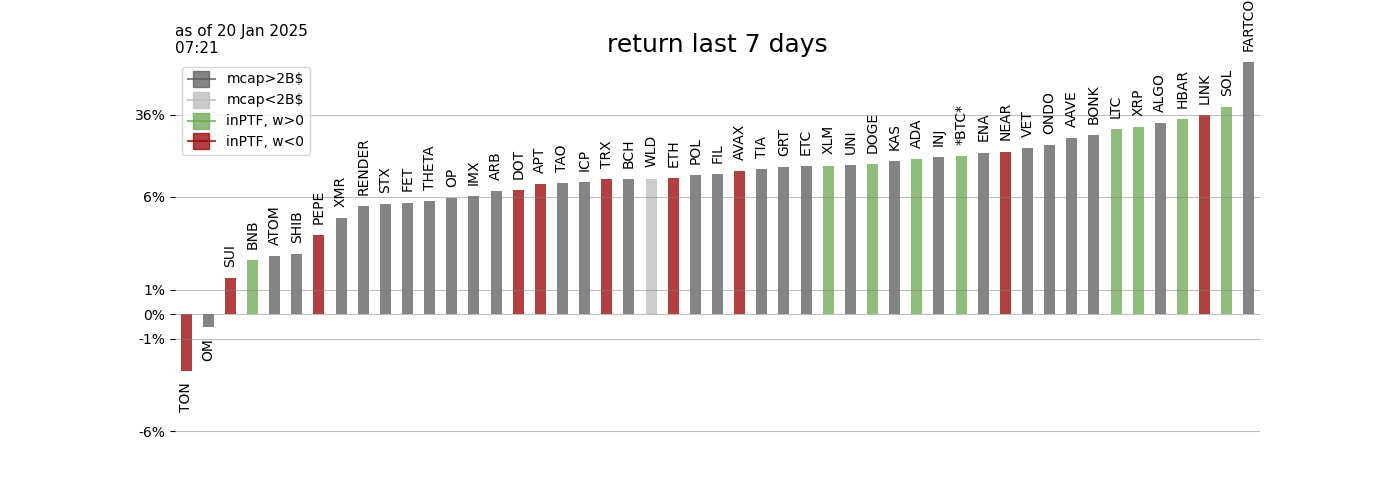 as of 20 Jan 2025
07:21
return last 7 days
mcap>2B$
mcap<2B$
inPTF, w>0
inPTF, w<0
36%
6%
1%
0%
-1%
-6%
TON
OM
SUI
BNB
ATOM
SHIB
PEPE
XMR
RENDER
STX
FET
THETA
OP
IMX
ARB
DOT
APT
TAO
ICP
TRX
BCH
WLD
ETH
POL
FIL
AVAX
TIA
GRT
ETC
XLM
UNI
DOGE
KAS
ADA
INJ
*BTC*
ENA
NEAR
VET
ONDO
AAVE
BONK
LTC
XRP
ALGO
HBAR
LINK
SOL
FARTCO